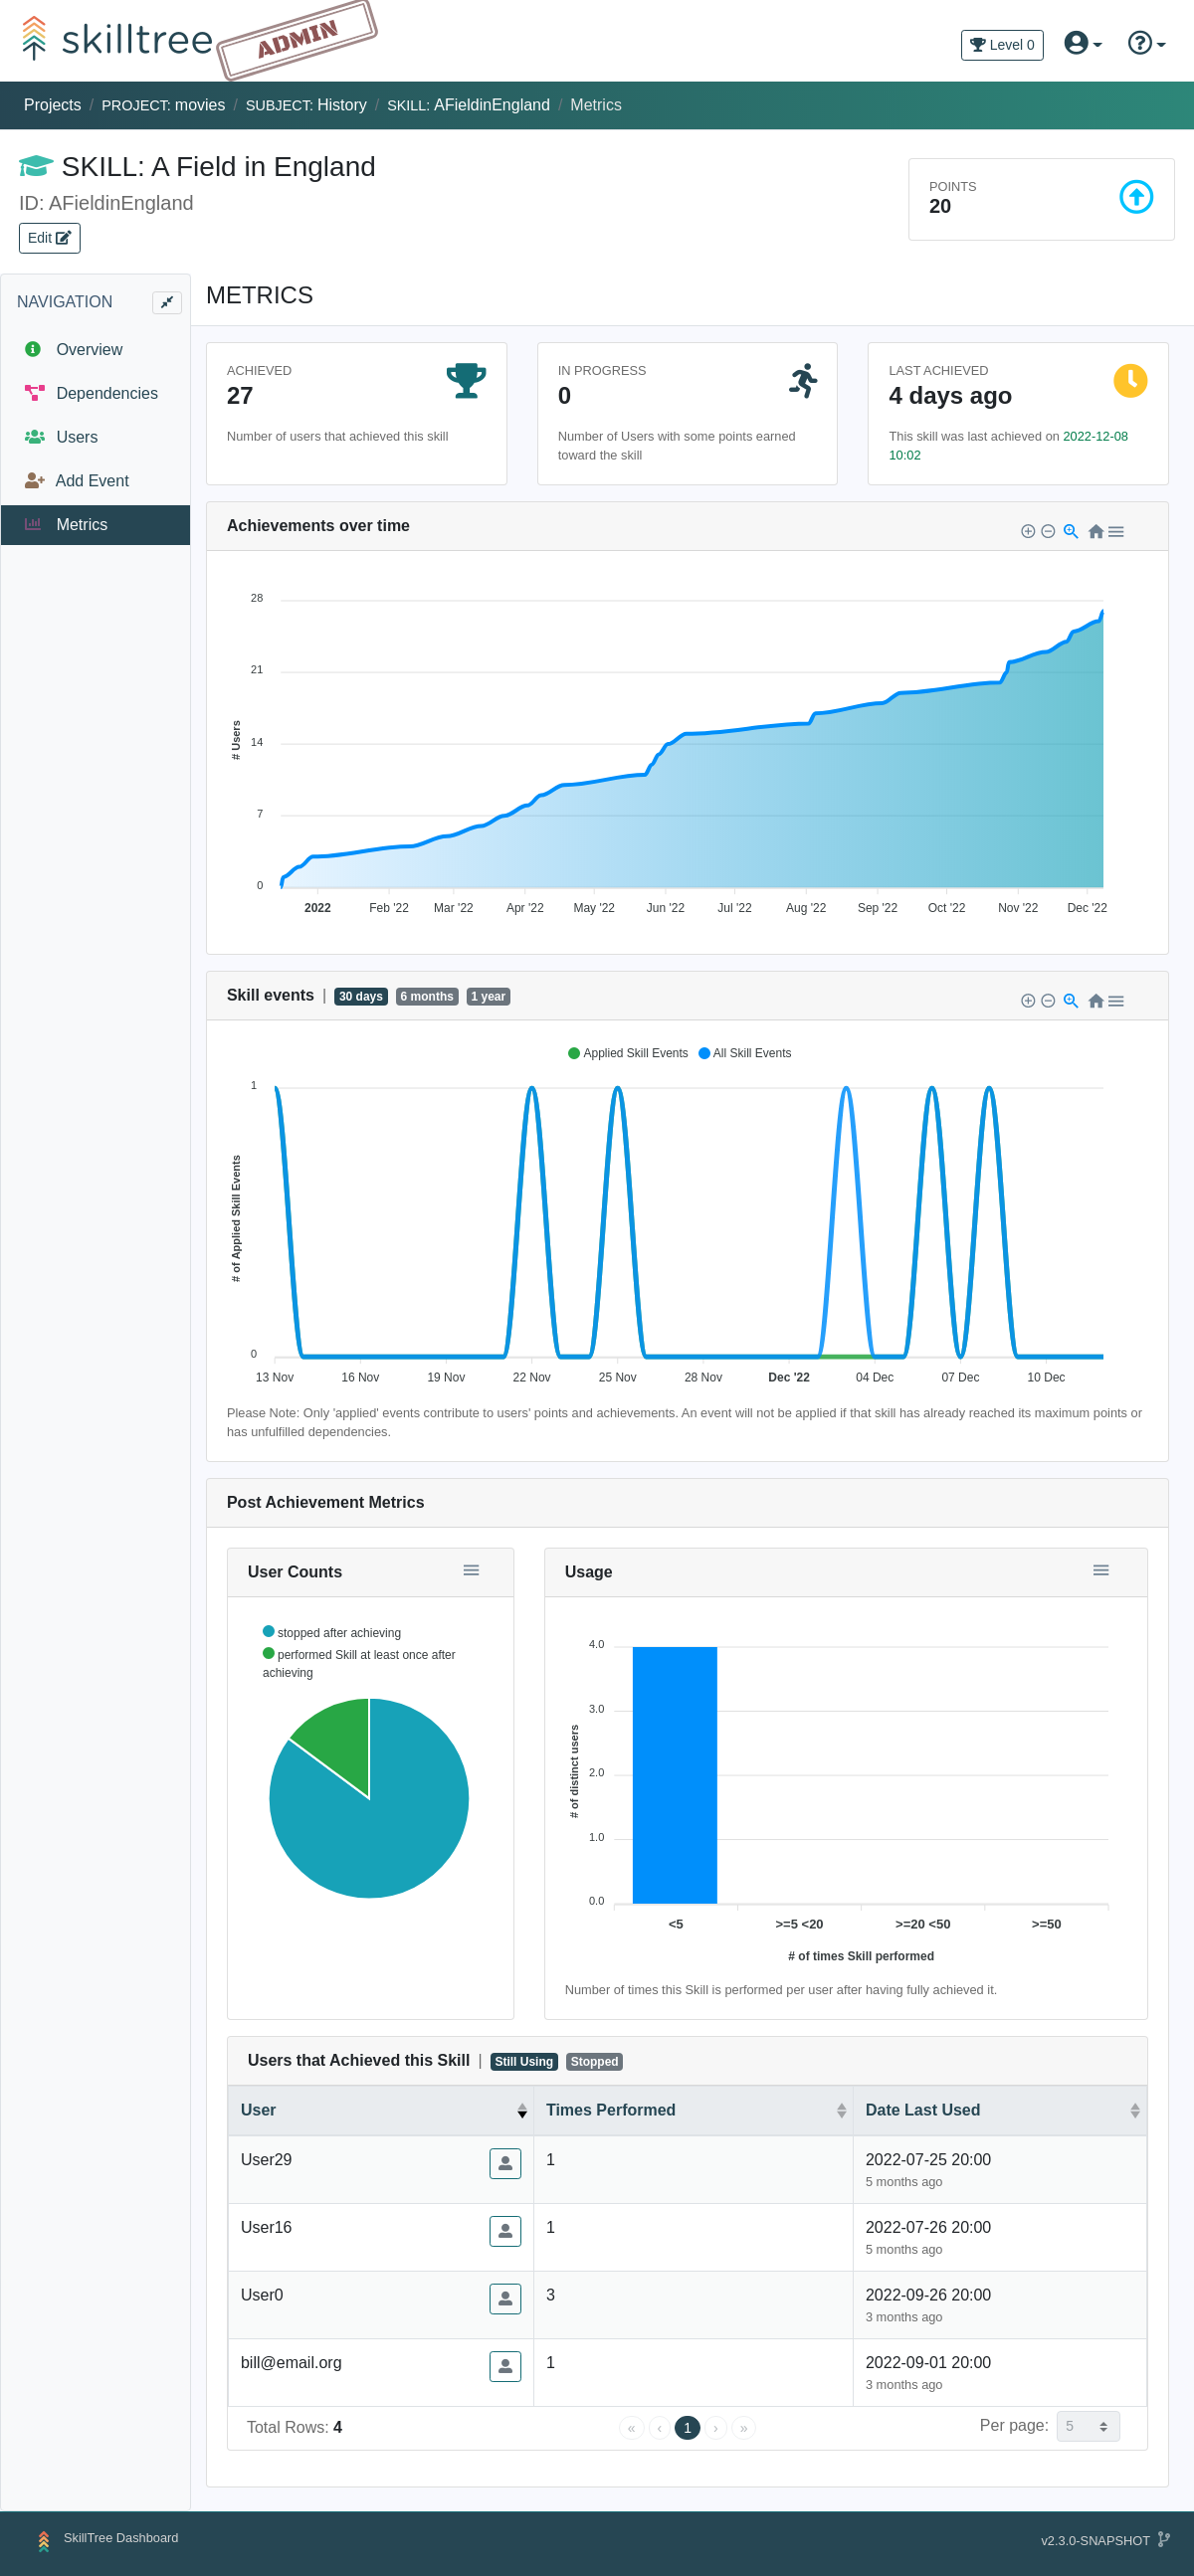 skilltree ADMIN
Level 0
Projects / PROJECT: movies / SUBJECT: History / SKILL: AFieldinEngland / Metrics
SKILL: A Field in England
ID: AFieldinEngland
Edit
POINTS
20
NAVIGATION
Overview
Dependencies
Users
Add Event
Metrics
METRICS
ACHIEVED
27
Number of users that achieved this skill
IN PROGRESS
0
Number of Users with some points earned
toward the skill
LAST ACHIEVED
4 days ago
This skill was last achieved on 2022-12-08
10:02
Achievements over time
28
21
14
7
0
# Users
2022 Feb '22 Mar '22 Apr '22 May '22 Jun '22 Jul '22 Aug '22 Sep '22 Oct '22 Nov '22 Dec '22
Skill events | 30 days 6 months 1 year
Applied Skill Events All Skill Events
1
0
# of Applied Skill Events
13 Nov 16 Nov 19 Nov 22 Nov 25 Nov 28 Nov Dec '22 04 Dec 07 Dec 10 Dec
Please Note: Only 'applied' events contribute to users' points and achievements. An event will not be applied if that skill has already reached its maximum points or
has unfulfilled dependencies.
Post Achievement Metrics
User Counts
stopped after achieving
performed Skill at least once after
achieving
Usage
4.0
3.0
2.0
1.0
0.0
# of distinct users
<5 >=5 <20 >=20 <50 >=50
# of times Skill performed
Number of times this Skill is performed per user after having fully achieved it.
Users that Achieved this Skill | Still Using Stopped
User Times Performed Date Last Used
User29 1 2022-07-25 20:00
5 months ago
User16 1 2022-07-26 20:00
5 months ago
User0 3 2022-09-26 20:00
3 months ago
bill@email.org 1 2022-09-01 20:00
3 months ago
Total Rows: 4 « ‹ 1 › » Per page: 5
SkillTree Dashboard v2.3.0-SNAPSHOT